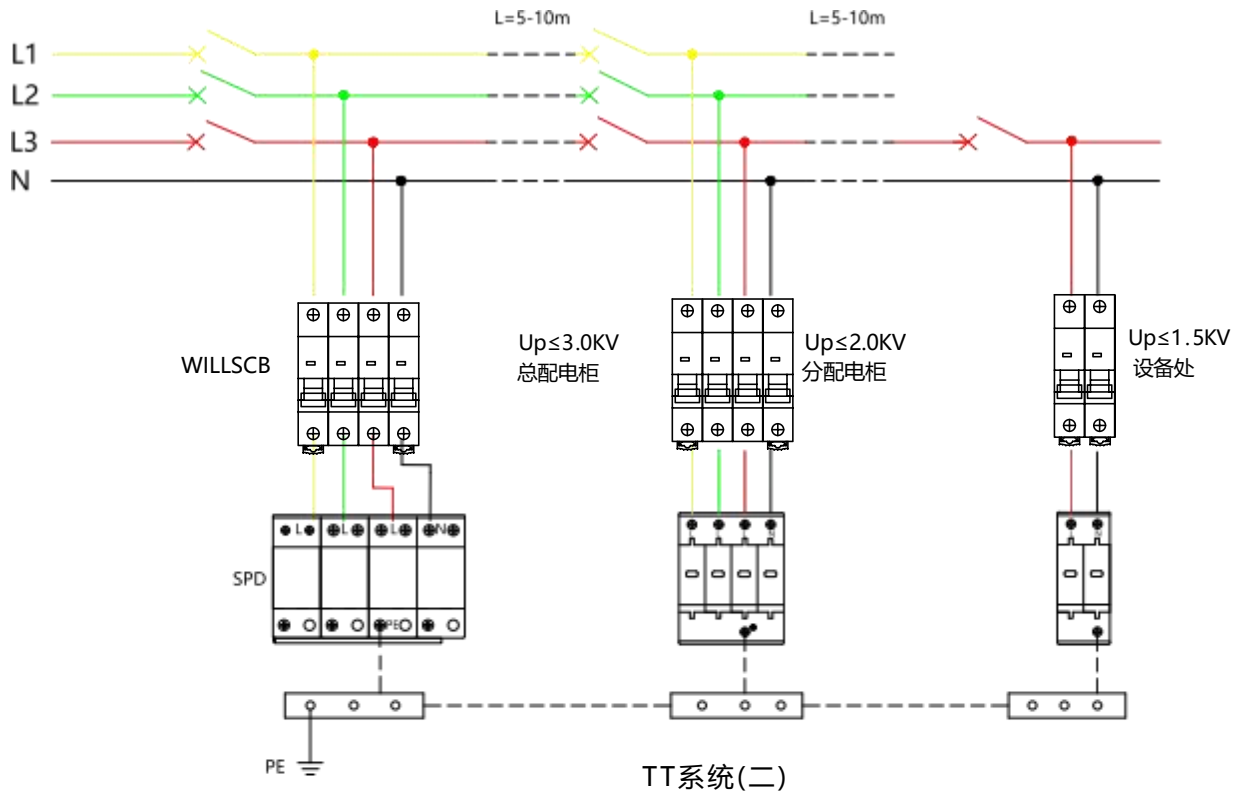 L=5-10m
L=5-10m
L1
L2
L3
N
WILLSCB
Up≤3.0KV
总配电柜
Up≤2.0KV
分配电柜
Up≤1.5KV
设备处
L
L
L
N
SPD
PE
PE
TT系统(二)